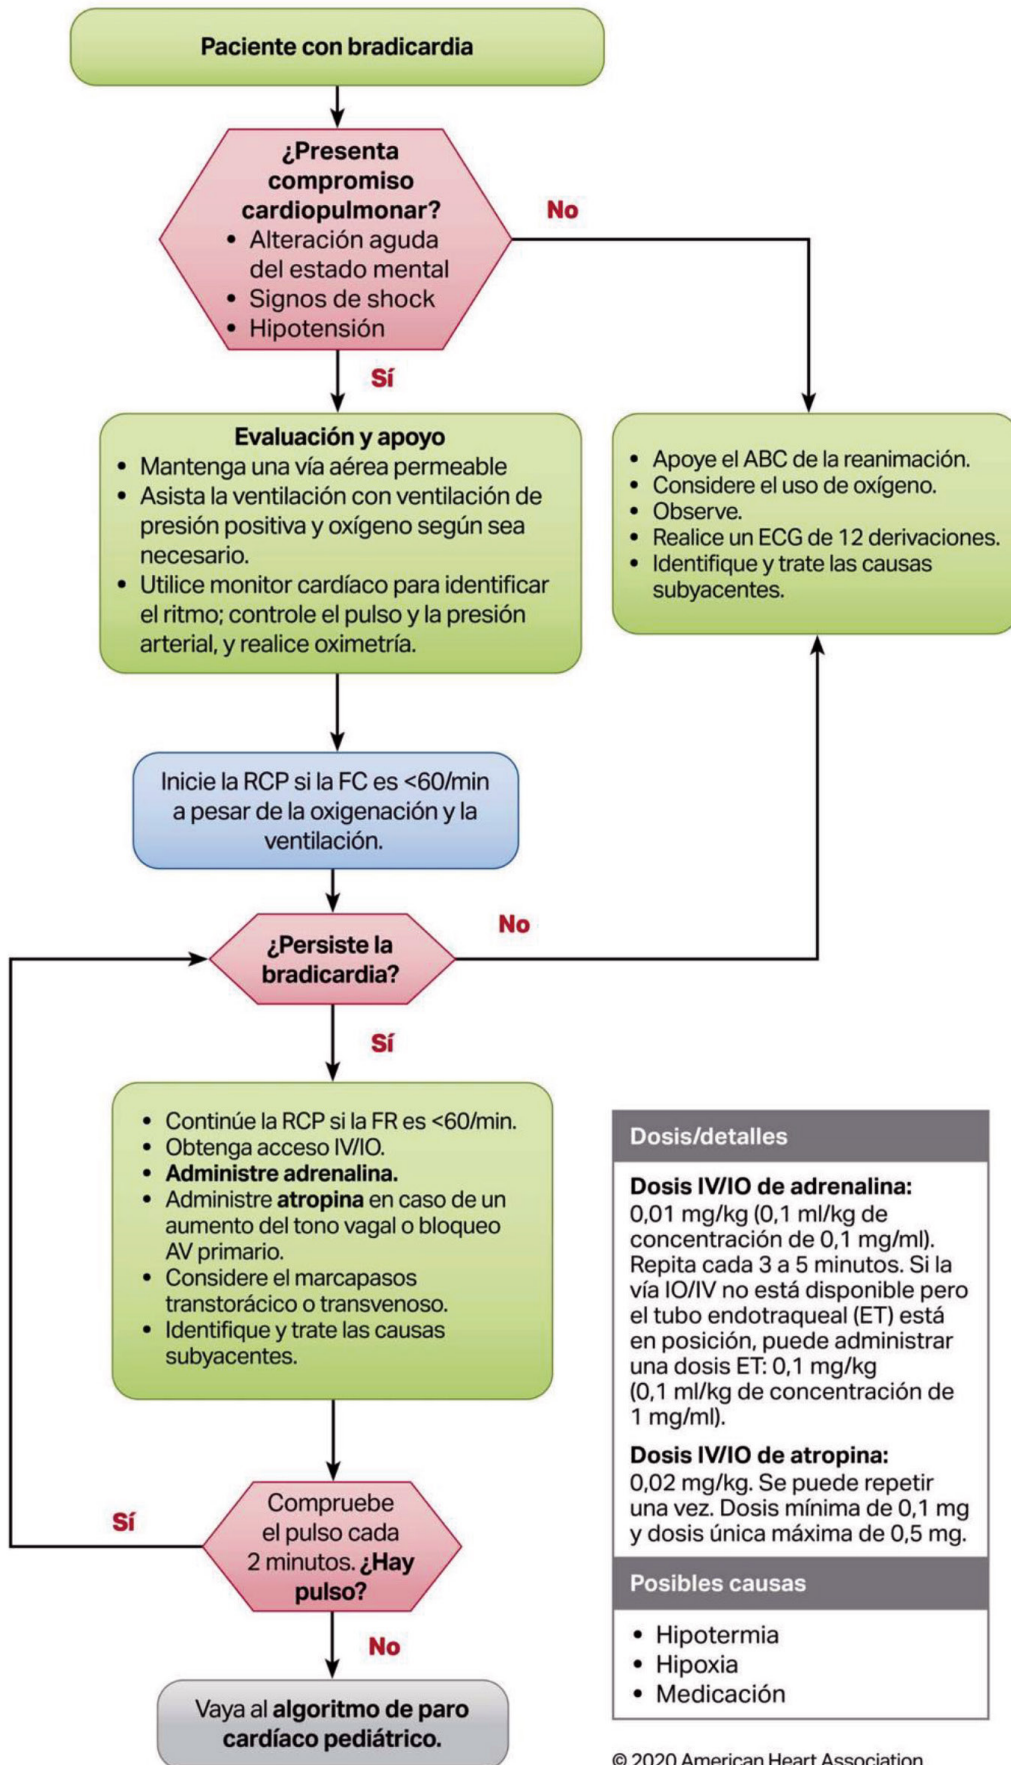 Paciente con bradicardia
¿Presenta
compromiso
cardiopulmonar?
• Alteración aguda
del estado mental
• Signos de shock
• Hipotensión
No
Sí
Evaluación y apoyo
• Mantenga una vía aérea permeable
• Asista la ventilación con ventilación de
presión positiva y oxígeno según sea
necesario.
• Utilice monitor cardíaco para identificar
el ritmo; controle el pulso y la presión
arterial, y realice oximetría.
• Apoye el ABC de la reanimación.
• Considere el uso de oxígeno.
• Observe.
• Realice un ECG de 12 derivaciones.
• Identifique y trate las causas
subyacentes.
Inicie la RCP si la FC es <60/min
a pesar de la oxigenación y la
ventilación.
¿Persiste la
bradicardia?
No
Sí
• Continúe la RCP si la FR es <60/min.
• Obtenga acceso IV/IO.
• Administre adrenalina.
• Administre atropina en caso de un
aumento del tono vagal o bloqueo
AV primario.
• Considere el marcapasos
transtorácico o transvenoso.
• Identifique y trate las causas
subyacentes.
Compruebe
el pulso cada
2 minutos. ¿Hay
pulso?
Sí
No
Vaya al algoritmo de paro
cardíaco pediátrico.
Dosis/detalles
Dosis IV/IO de adrenalina:
0,01 mg/kg (0,1 ml/kg de
concentración de 0,1 mg/ml).
Repita cada 3 a 5 minutos. Si la
vía IO/IV no está disponible pero
el tubo endotraqueal (ET) está
en posición, puede administrar
una dosis ET: 0,1 mg/kg
(0,1 ml/kg de concentración de
1 mg/ml).
Dosis IV/IO de atropina:
0,02 mg/kg. Se puede repetir
una vez. Dosis mínima de 0,1 mg
y dosis única máxima de 0,5 mg.
Posibles causas
• Hipotermia
• Hipoxia
• Medicación
© 2020 American Heart Association